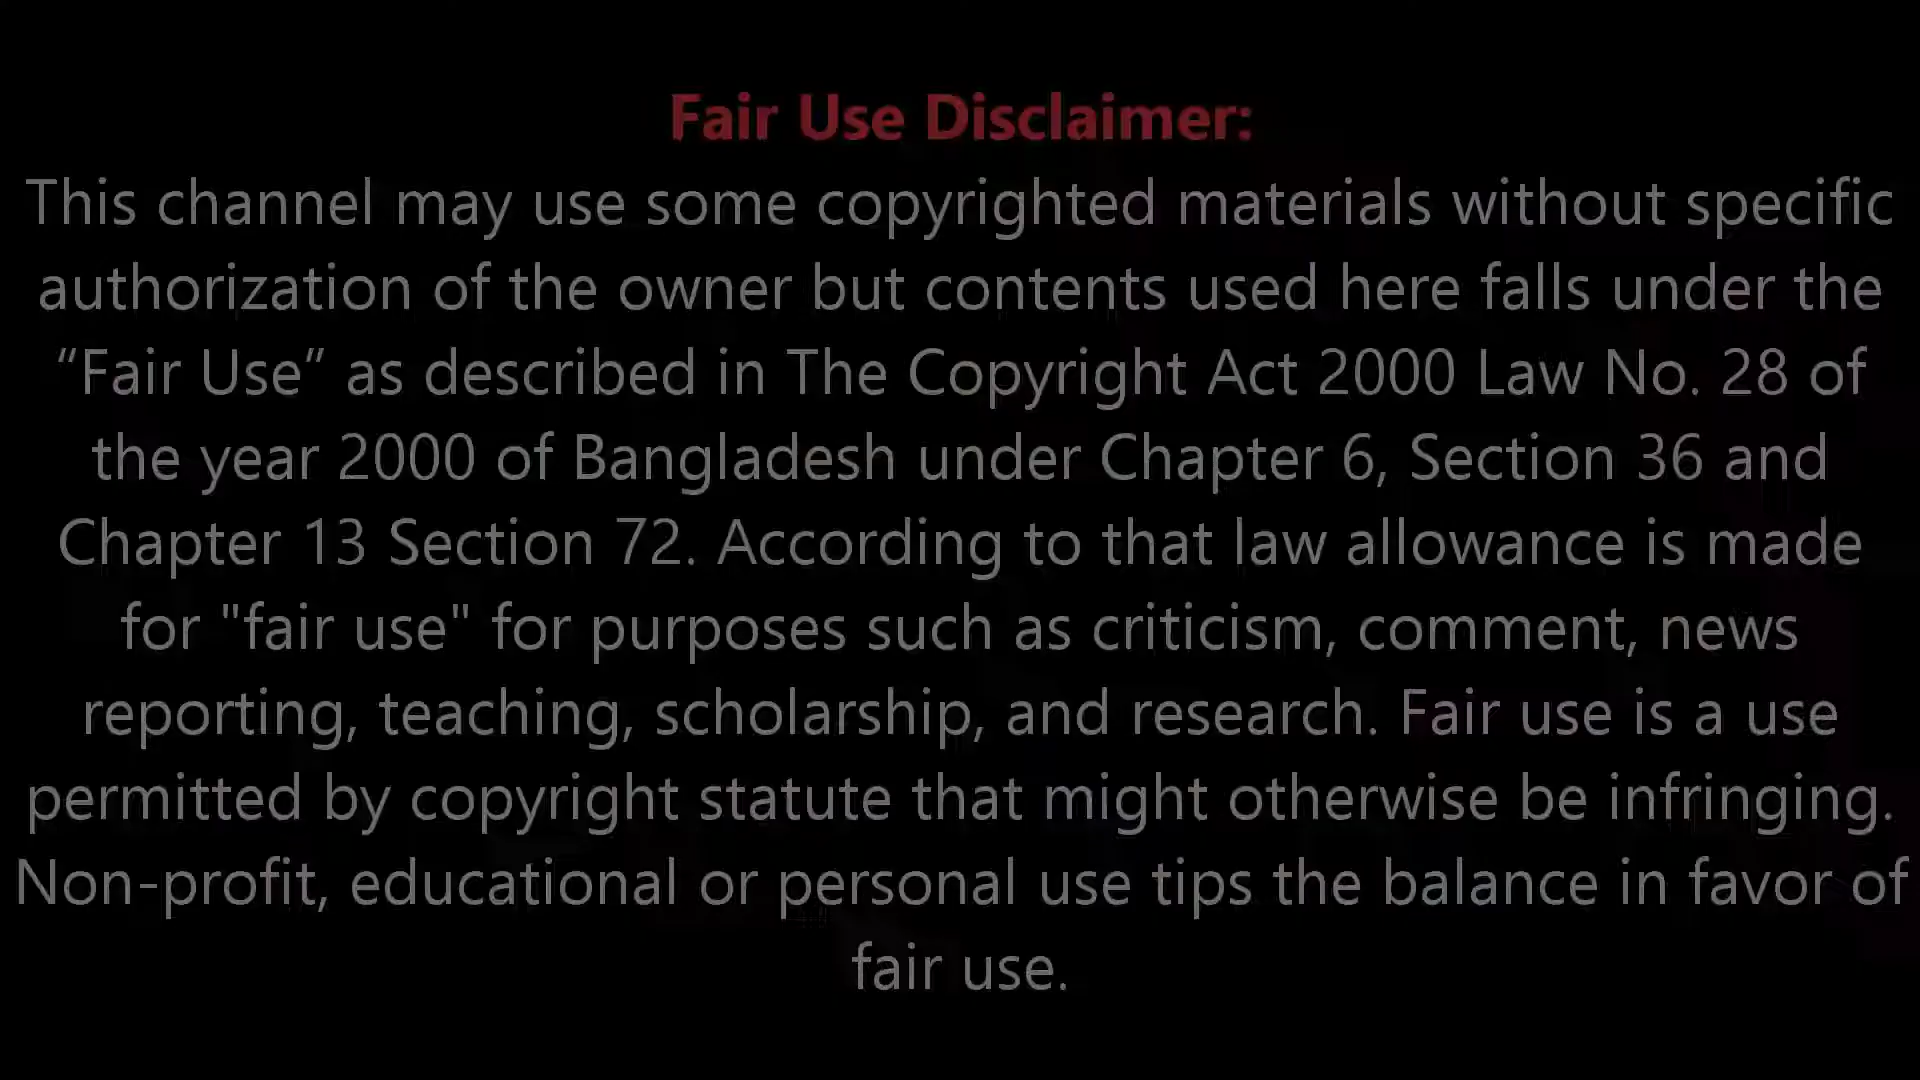 Fair Use Disclaimer:
This channel may use some copyrighted materials without specific
authorization of the owner but contents used here falls under the
“Fair Use” as described in The Copyright Act 2000 Law No. 28 of
the year 2000 of Bangladesh under Chapter 6, Section 36 and
Chapter 13 Section 72. According to that law allowance is made
for "fair use" for purposes such as criticism, comment, news
reporting, teaching, scholarship, and research. Fair use is a use
permitted by copyright statute that might otherwise be infringing.
Non-profit, educational or personal use tips the balance in favor of
fair use.